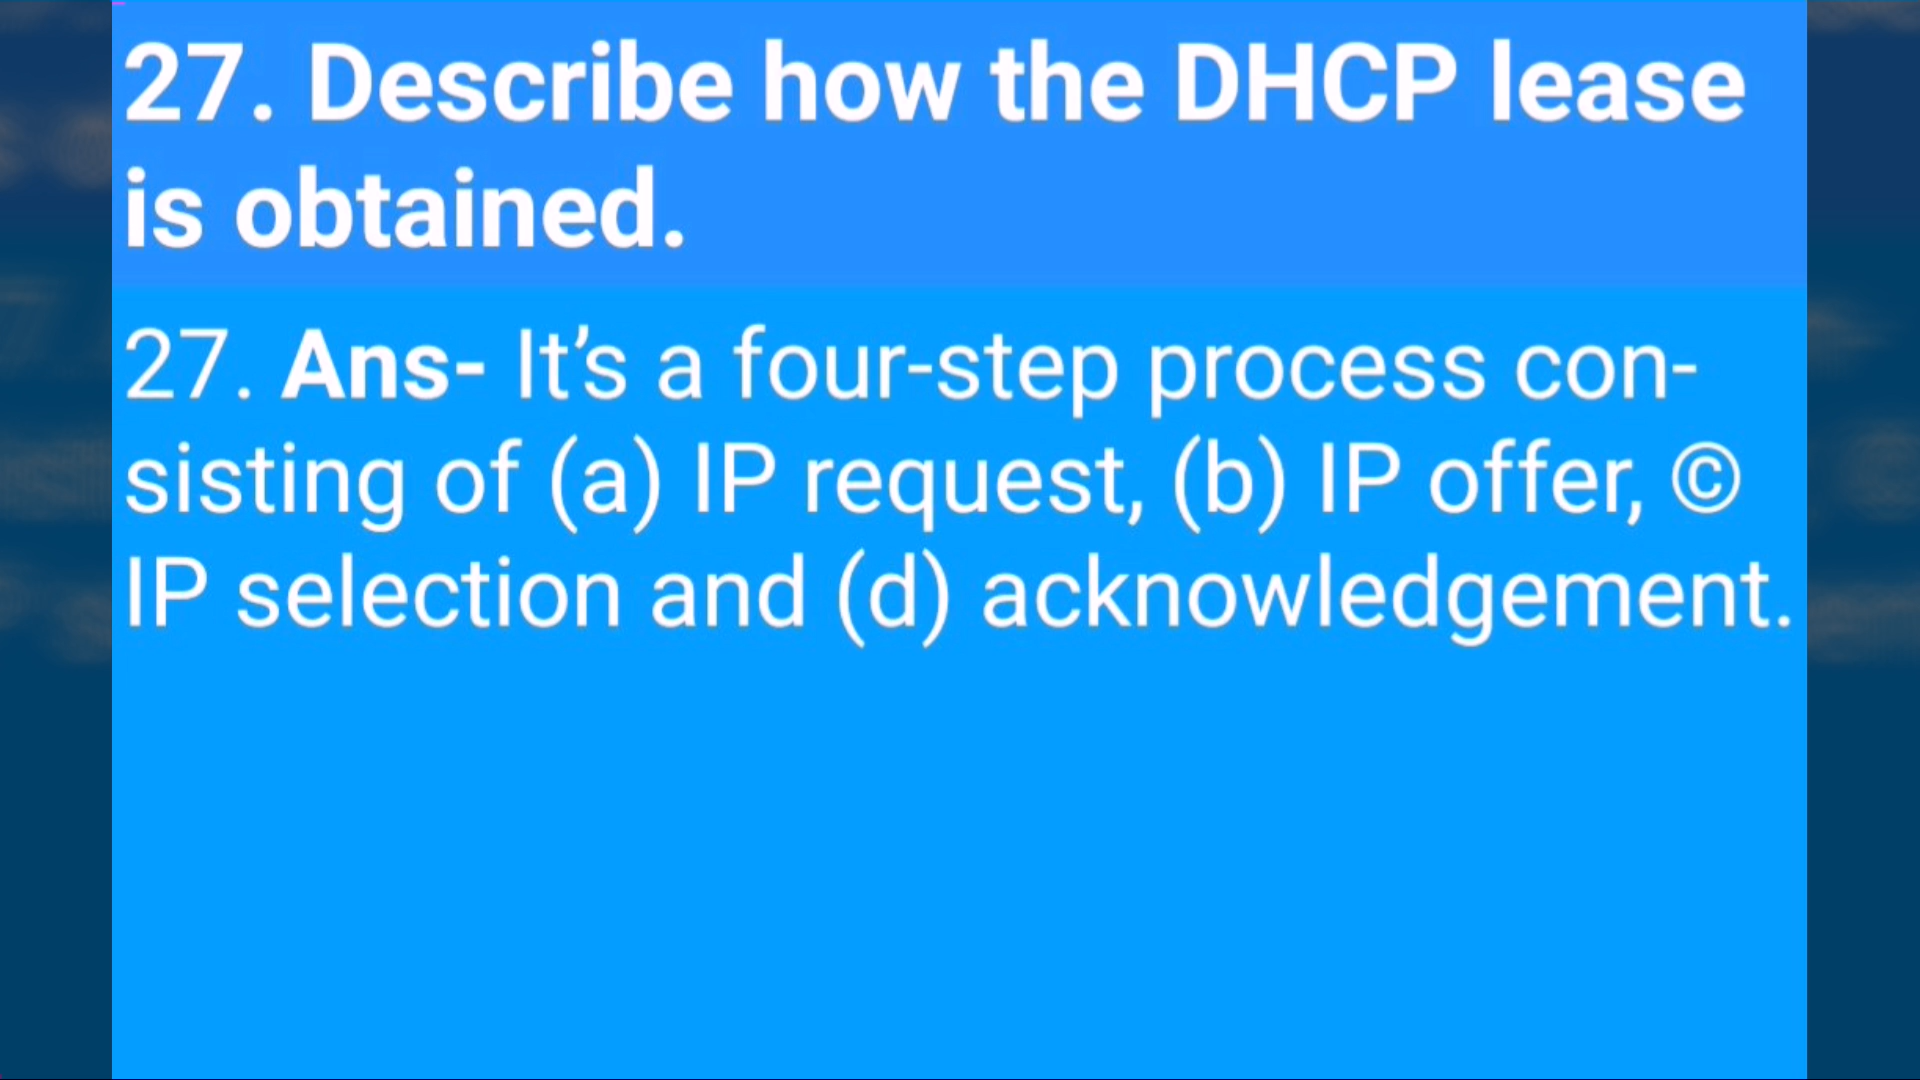 27. Describe how the DHCP lease
is obtained.
27. Ans- It’s a four-step process con-
sisting of (a) IP request, (b) IP offer, ©
IP selection and (d) acknowledgement.